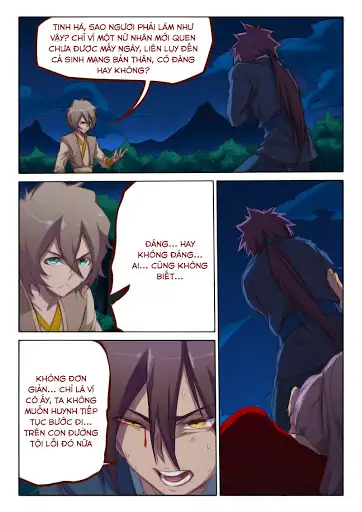 TINH HÀ, SAO NGƯƠI PHẢI LÀM NHƯ
VẬY? CHỈ VÌ MỘT NỮ NHÂN MỚI QUEN
CHƯA ĐƯỢC MẤY NGÀY, LIÊN LỤY ĐẾN
CẢ SINH MẠNG BẢN THÂN, CÓ ĐÁNG
HAY KHÔNG?
ĐÁNG... HAY
KHÔNG ĐÁNG...
AI... CŨNG KHÔNG
BIẾT...
KHÔNG ĐƠN
GIẢN... CHỈ LÀ VÌ
CÔ ẤY, TA KHÔNG
MUỐN HUYNH TIẾP
TỤC BƯỚC ĐI...
TRÊN CON ĐƯỜNG
TỘI LỖI ĐÓ NỮA